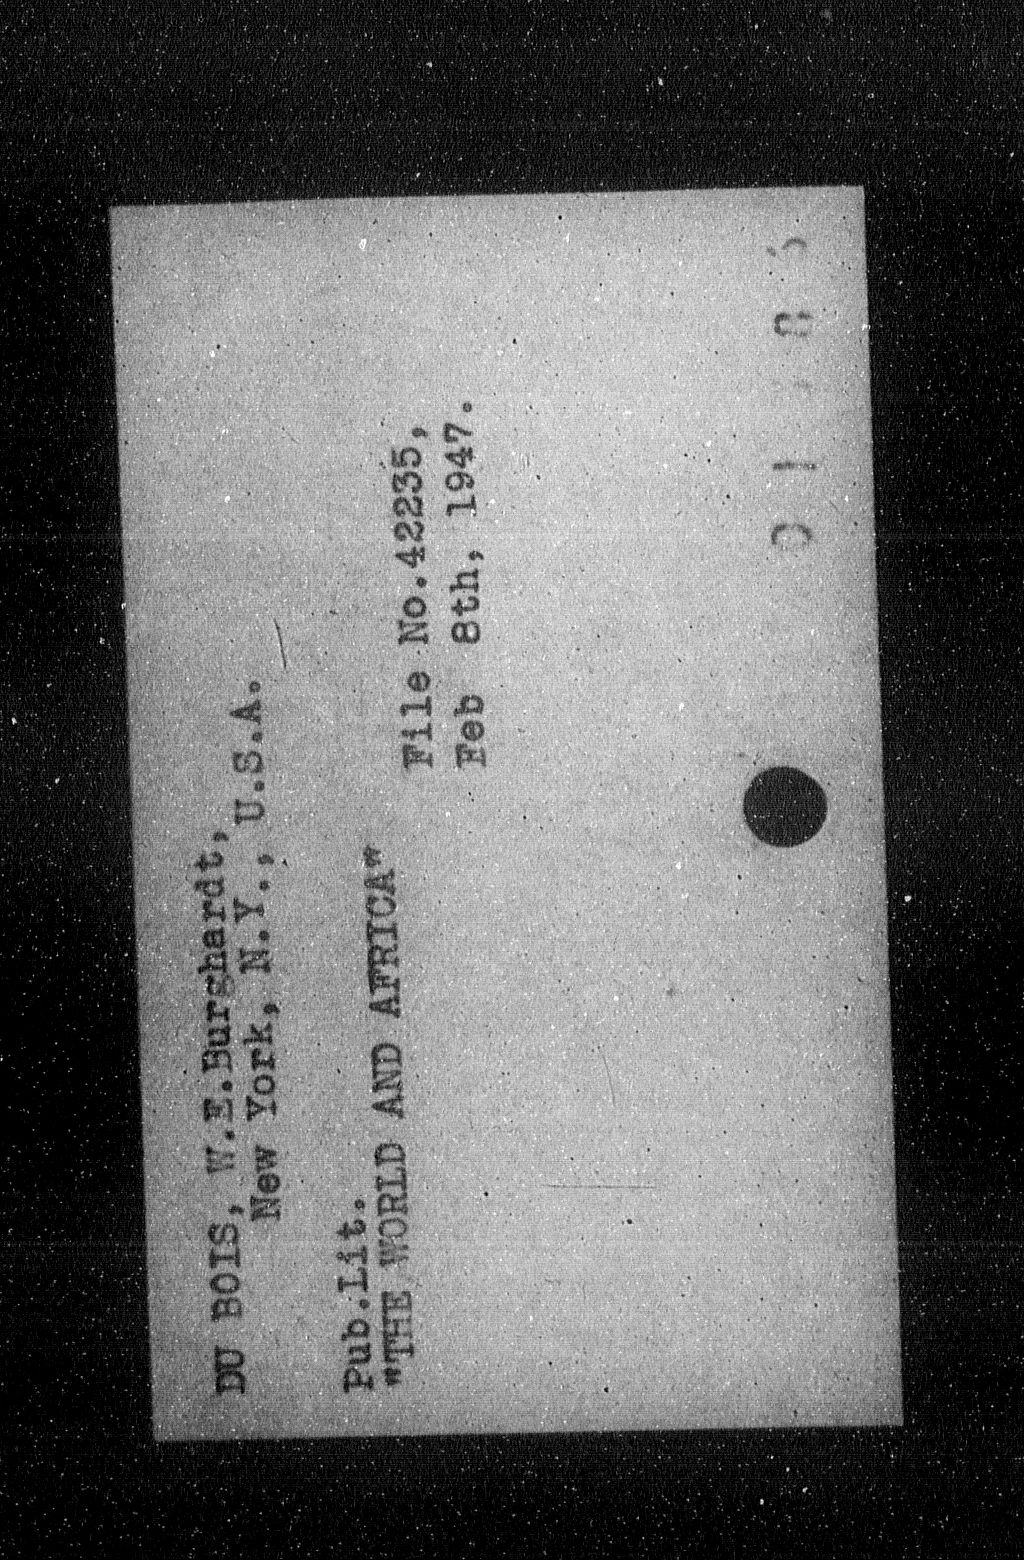 DU BOIS, W.E.Burghardt,
New York, N.Y., U.S.A.
Pub.Lit.
"THE WORLD AND AFRICA"
File No.42235,
Feb 8th, 1947.